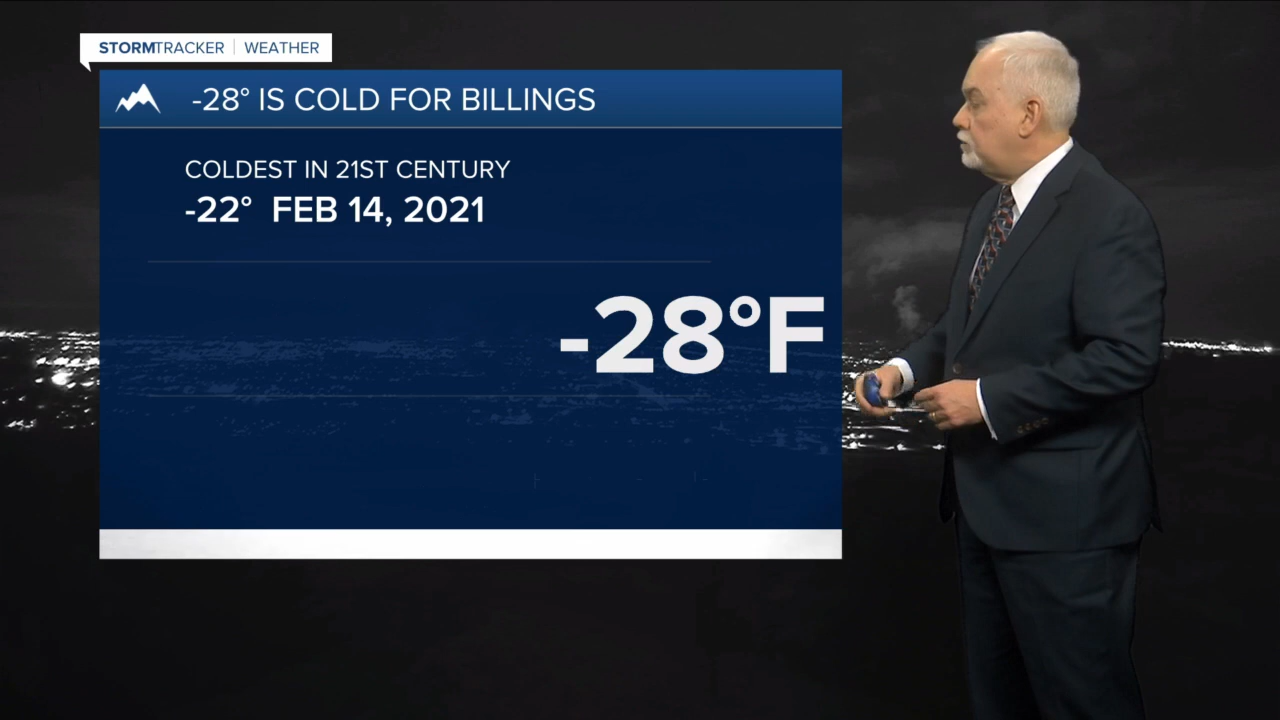 STORMTRACKER | WEATHER
-28° IS COLD FOR BILLINGS
COLDEST IN 21ST CENTURY
-22° FEB 14, 2021
-28°F